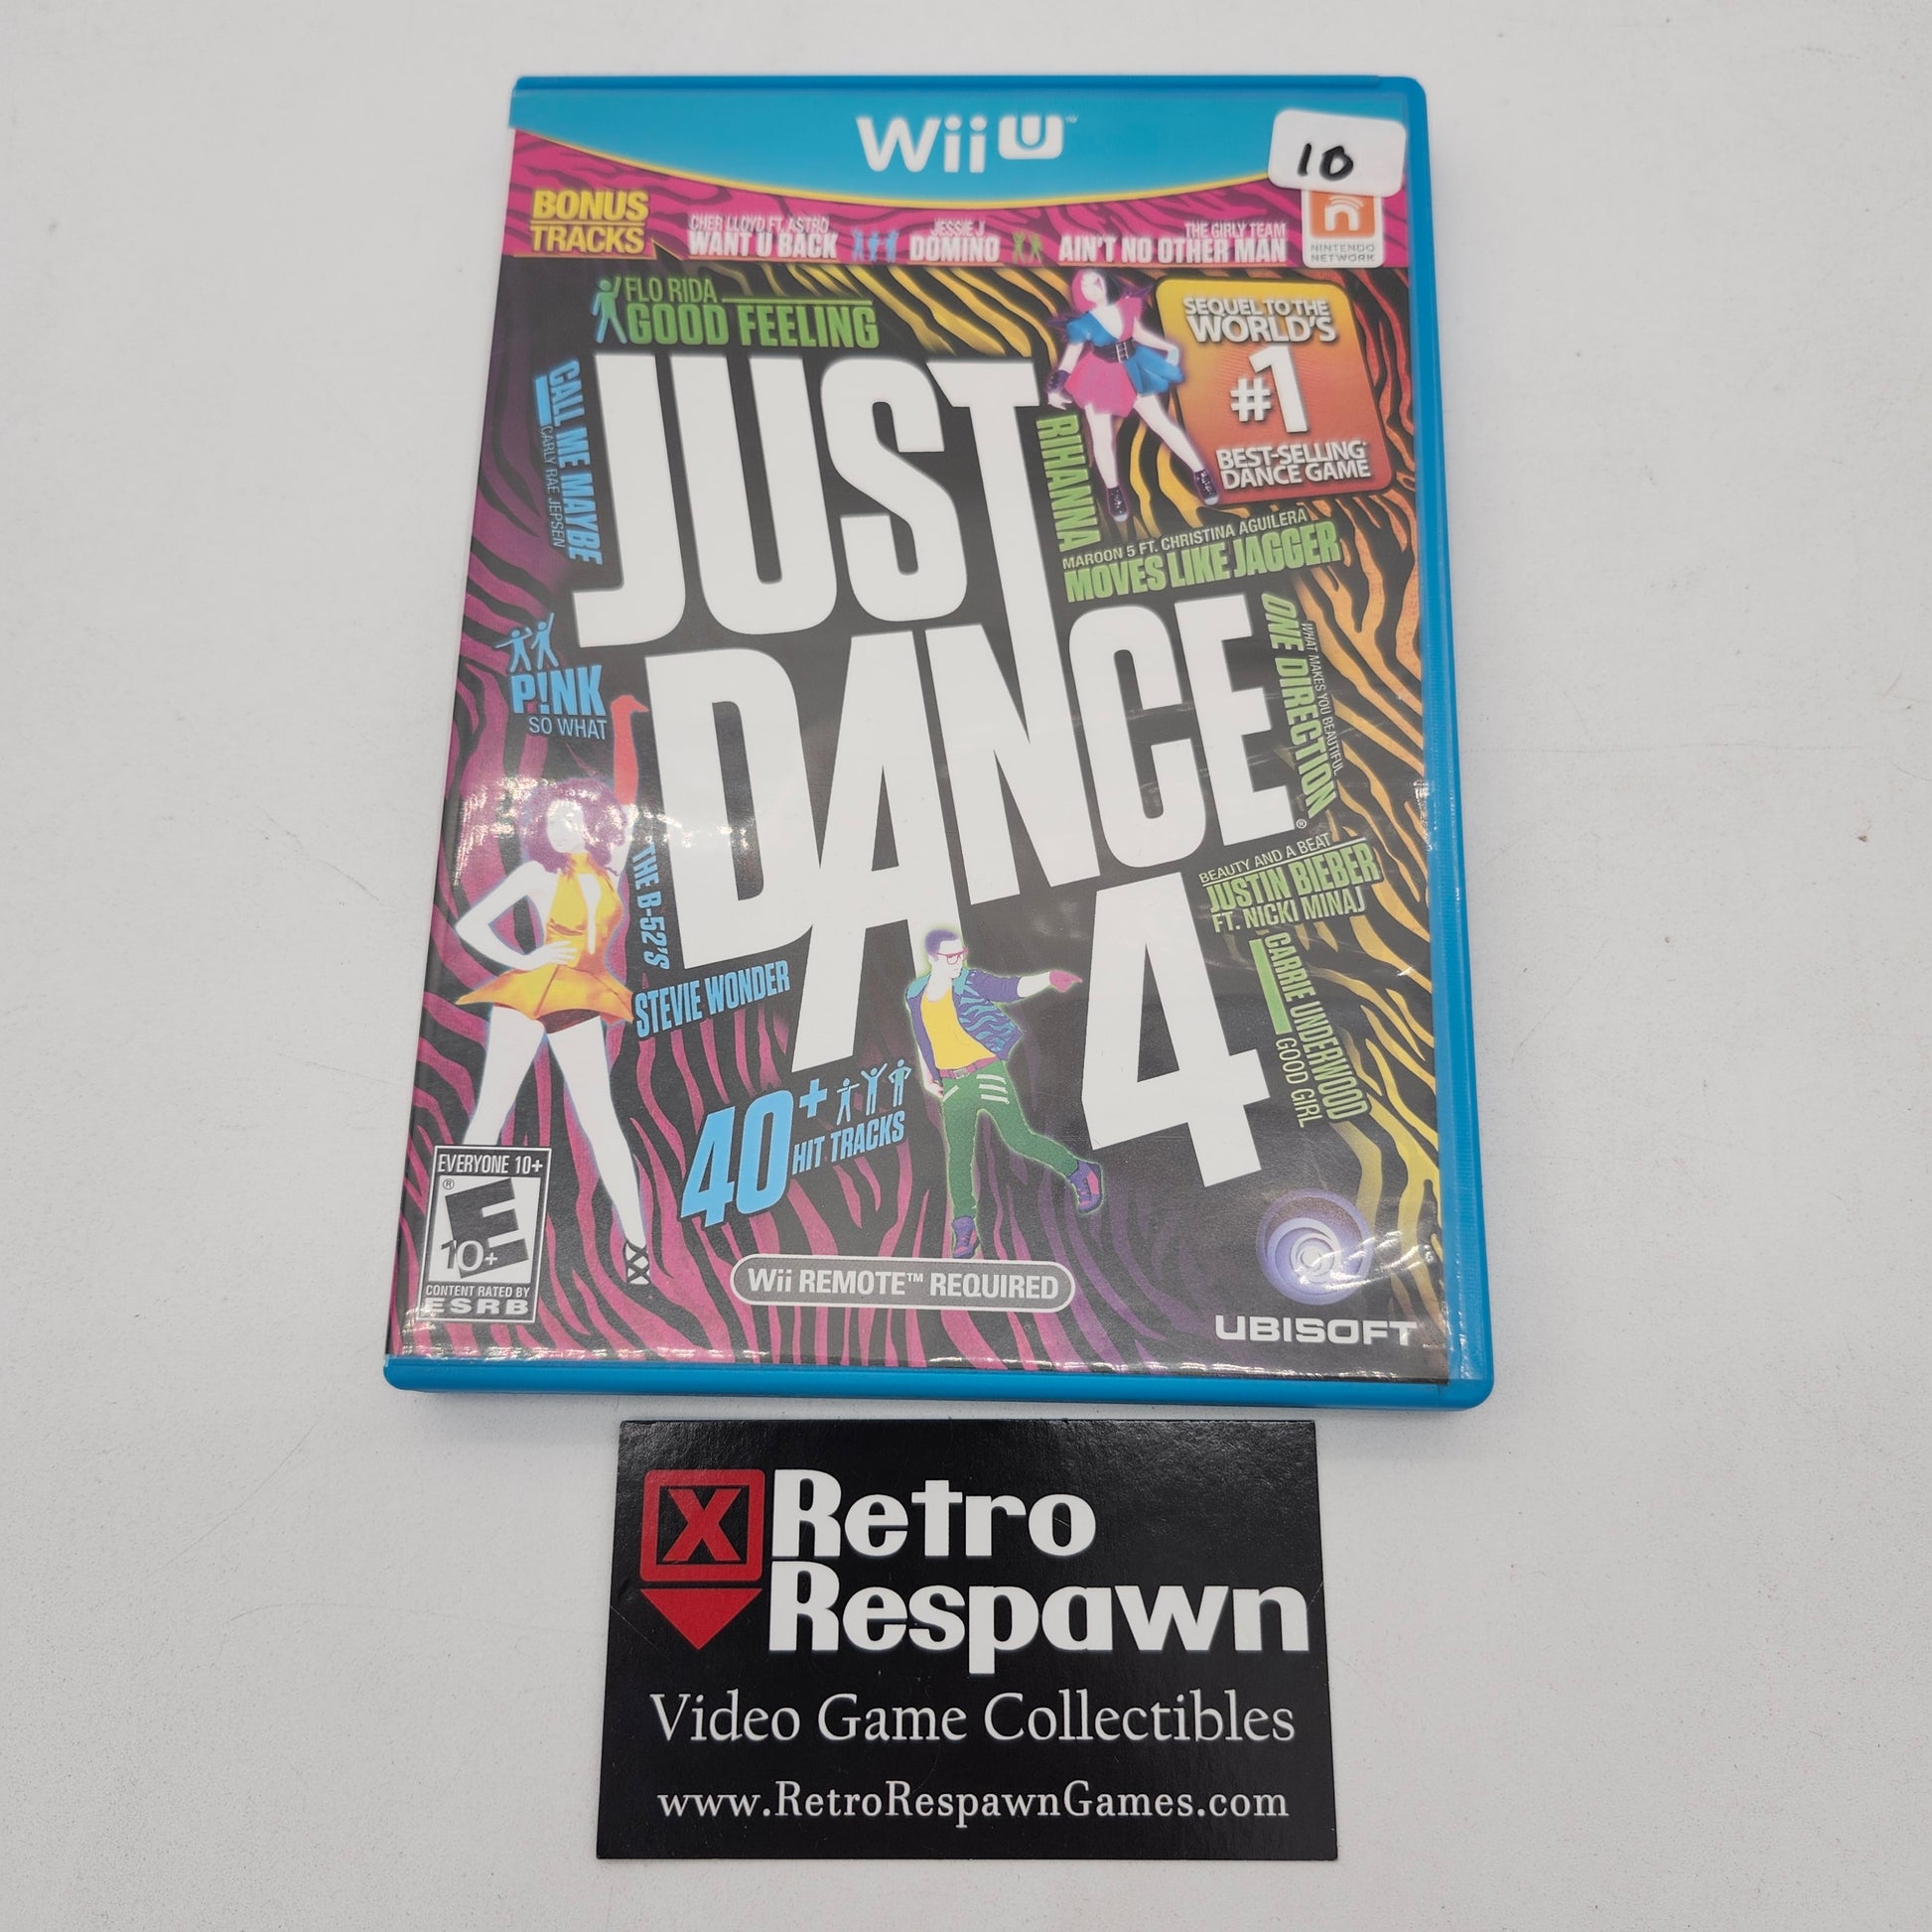 Wii U™
10
BONUS
TRACKS
CHER LLOYD FT. ASTRO
WANT U BACK
JESSIE J
DOMINO
THE GIRLY TEAM
AIN'T NO OTHER MAN
n
NINTENDO
NETWORK
FLO RIDA
GOOD FEELING
SEQUEL TO THE
WORLD'S
#1
BEST-SELLING
DANCE GAME
CALL ME MAYBE
CARLY RAE JEPSEN
JUST
DANCE®
4
RIHANNA
MAROON 5 FT. CHRISTINA AGUILERA
MOVES LIKE JAGGER
WHAT MAKES YOU BEAUTIFUL
ONE DIRECTION
P!NK
SO WHAT
BEAUTY AND A BEAT
JUSTIN BIEBER
FT. NICKI MINAJ
THE B-52'S
STEVIE WONDER
CARRIE UNDERWOOD
GOOD GIRL
40+
HIT TRACKS
EVERYONE 10+
®
E
10+
CONTENT RATED BY
ESRB
Wii REMOTE™ REQUIRED
UBISOFT
X
Retro
Respawn
Video Game Collectibles
www.RetroRespawnGames.com